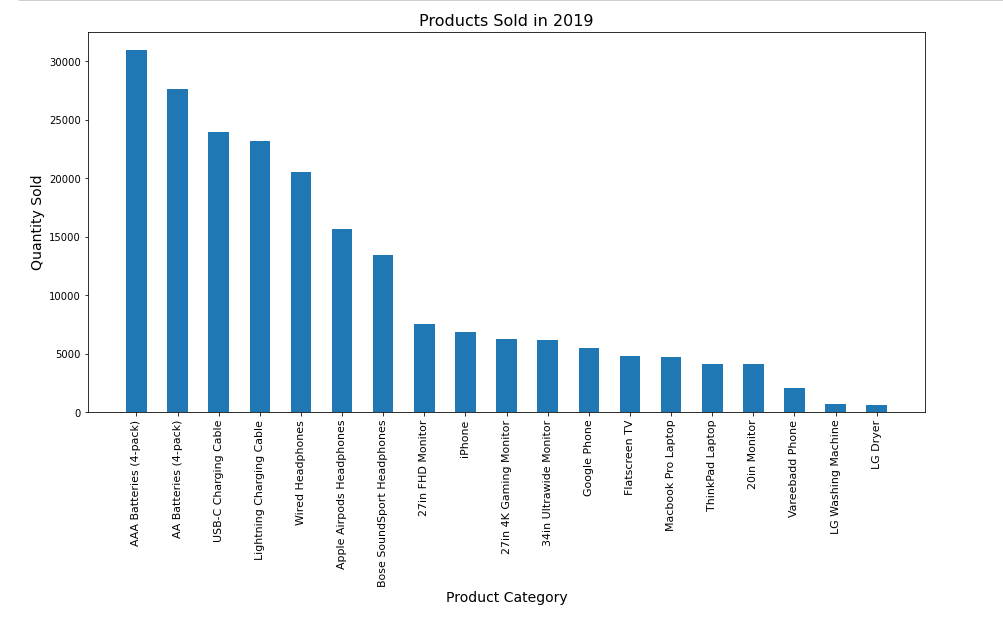 Products Sold in 2019
Quantity Sold
30000
25000
20000
15000
10000
5000
0
AAA Batteries (4-pack)
AA Batteries (4-pack)
USB-C Charging Cable
Lightning Charging Cable
Wired Headphones
Apple Airpods Headphones
Bose SoundSport Headphones
27in FHD Monitor
iPhone
27in 4K Gaming Monitor
34in Ultrawide Monitor
Google Phone
Flatscreen TV
Macbook Pro Laptop
ThinkPad Laptop
20in Monitor
Vareebadd Phone
LG Washing Machine
LG Dryer
Product Category